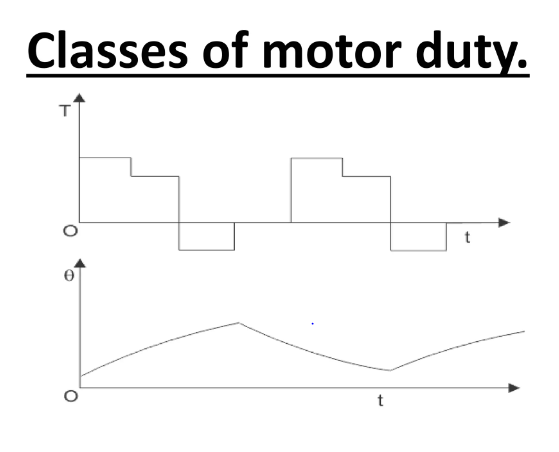 Classes of motor duty.
T
O
t
θ
O
t